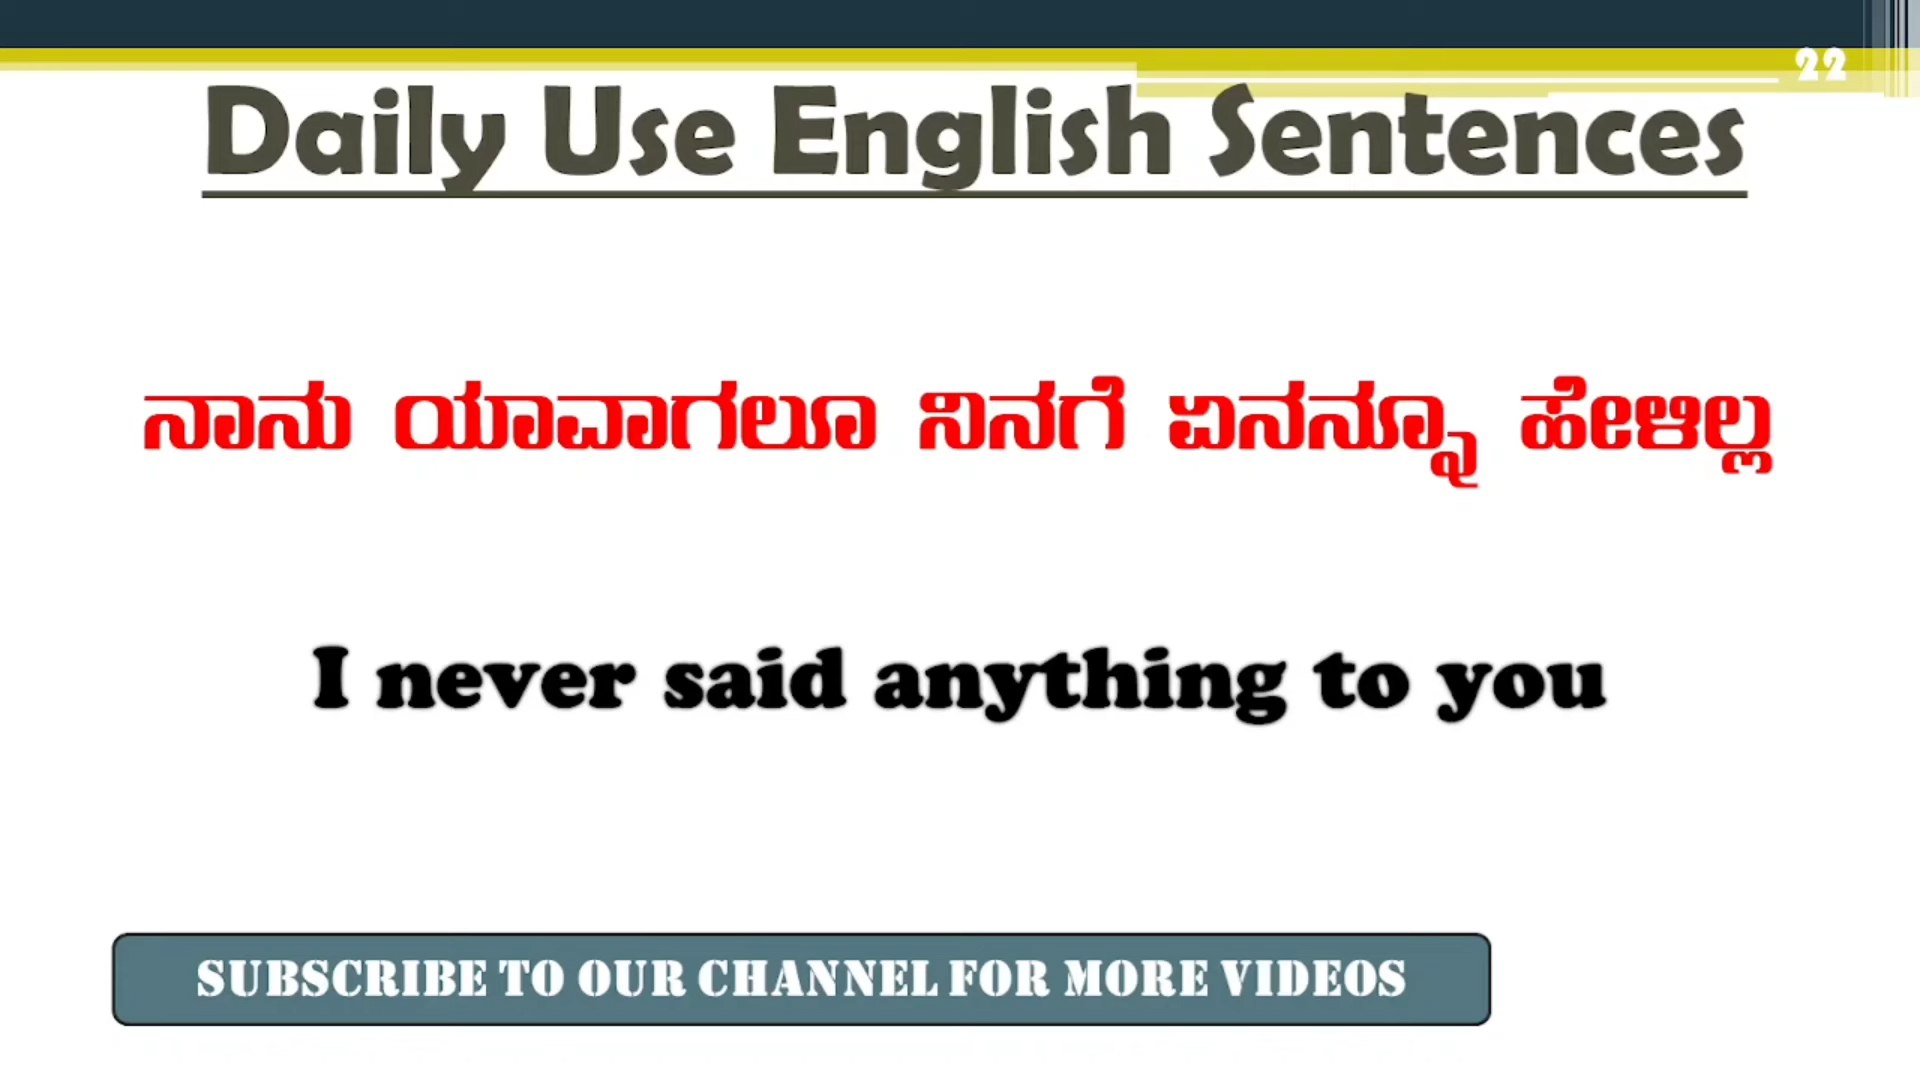 22
Daily Use English Sentences
ನಾನು ಯಾವಾಗಲೂ ನಿನಗೆ ಏನನ್ನೂ ಹೇಳಿಲ್ಲ
I never said anything to you
SUBSCRIBE TO OUR CHANNEL FOR MORE VIDEOS